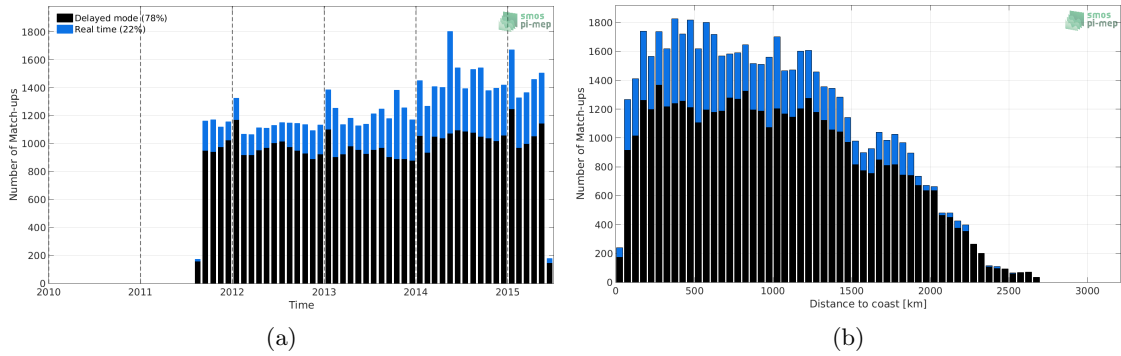 Delayed mode (78%)
Real time (22%)
smos
pi-mep
Number of Match-ups
1800
1600
1400
1200
1000
800
600
400
200
0
2010 2011 2012 2013 2014 2015
Time
(a)
smos
pi-mep
Number of Match-ups
1800
1600
1400
1200
1000
800
600
400
200
0
0 500 1000 1500 2000 2500 3000
Distance to coast [km]
(b)